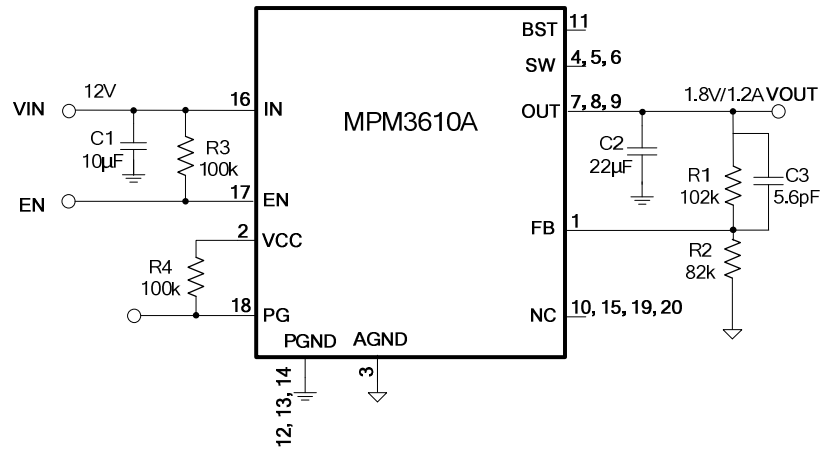 BST
11
SW
4, 5, 6
VIN
12V
16
IN
OUT
7, 8, 9
1.8V/1.2A VOUT
MPM3610A
C1
10µF
R3
100k
C2
22µF
R1
102k
C3
5.6pF
EN
17
EN
FB
1
2
VCC
R4
100k
R2
82k
18
PG
NC
10, 15, 19, 20
PGND
AGND
12, 13, 14
3